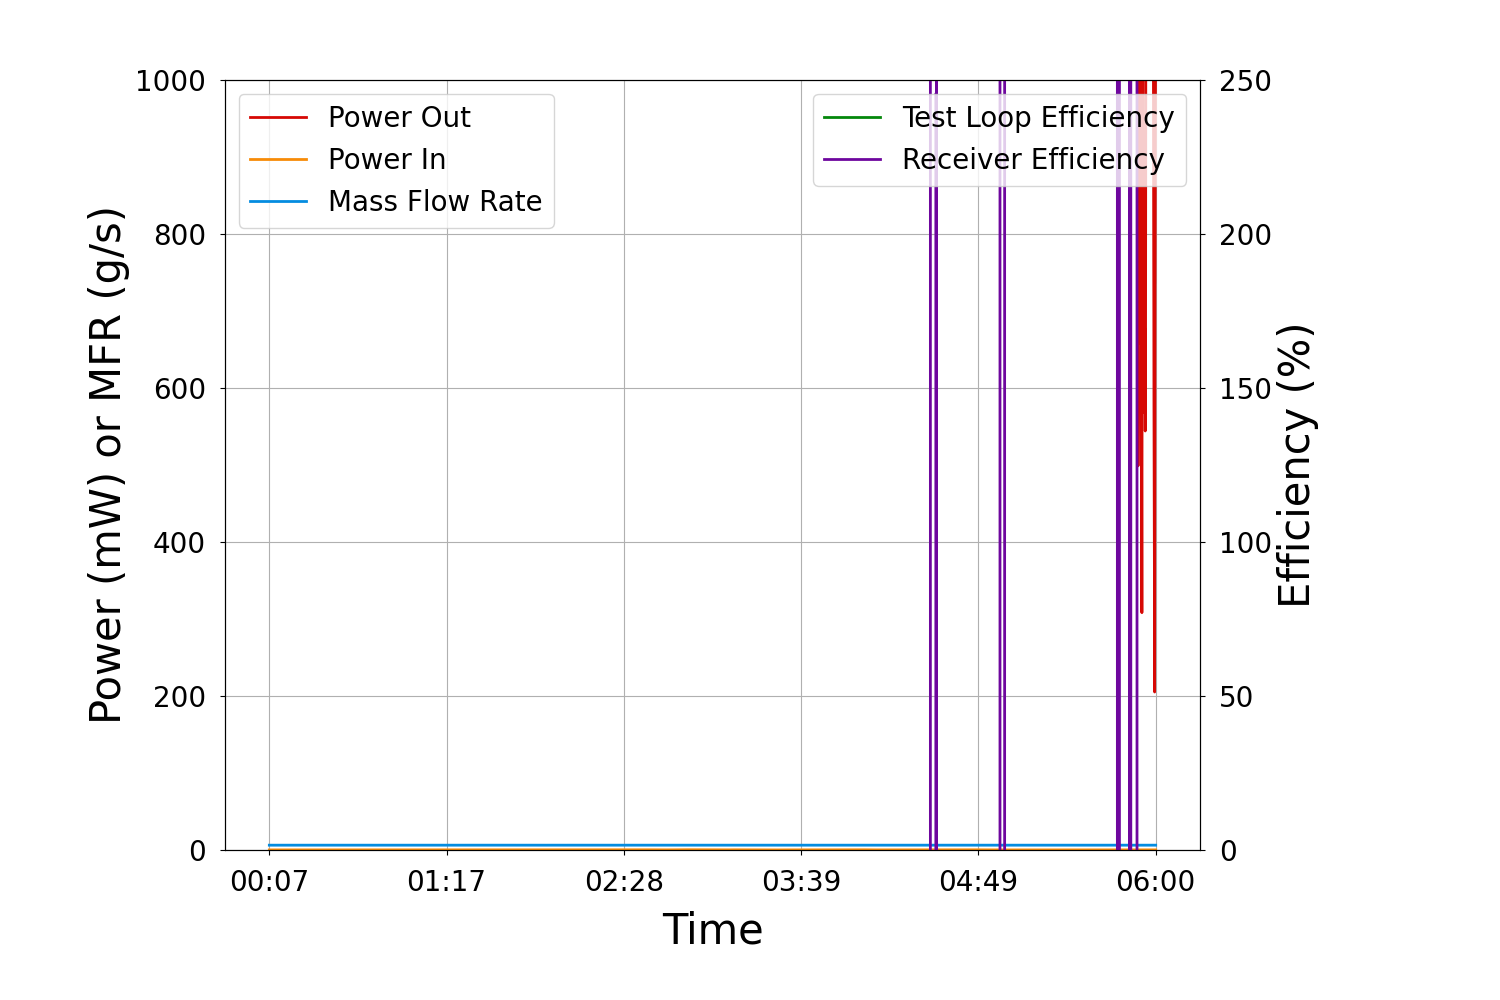 1000
800
600
400
200
0
Power (mW) or MFR (g/s)
Power Out
Power In
Mass Flow Rate
Test Loop Efficiency
Receiver Efficiency
250
200
150
100
50
0
Efficiency (%)
00:07 01:17 02:28 03:39 04:49 06:00
Time